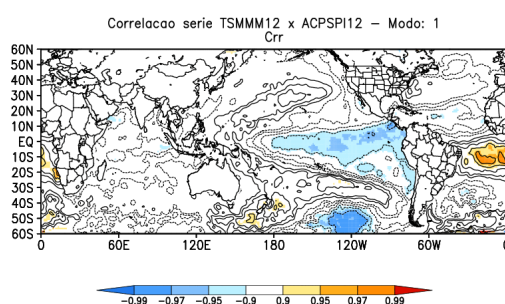 Correlacao serie TSMMM12 x ACPSPI12 – Modo: 1
Crr
60N
50N
40N
30N
20N
10N
EQ
10S
20S
30S
40S
50S
60S
0 60E 120E 180 120W 60W 0
-0.99 -0.97 -0.95 -0.9 0.9 0.95 0.97 0.99